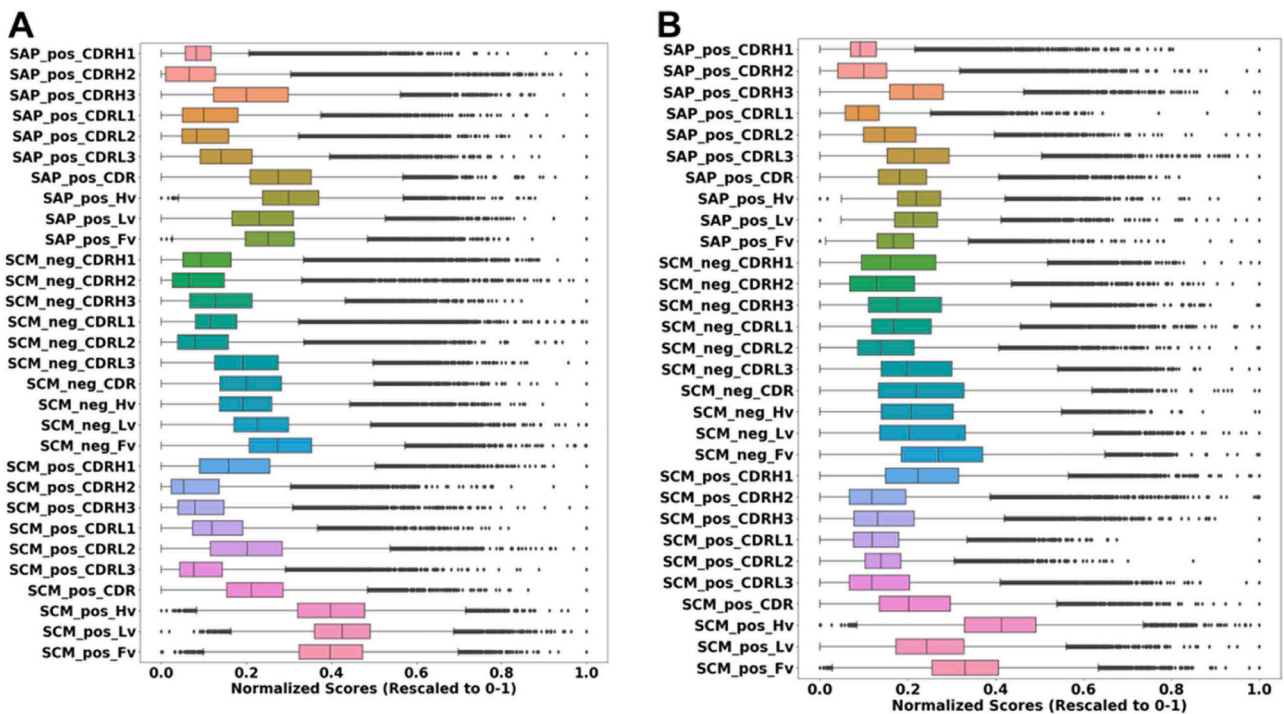 A
SAP_pos_CDRH1
SAP_pos_CDRH2
SAP_pos_CDRH3
SAP_pos_CDRL1
SAP_pos_CDRL2
SAP_pos_CDRL3
SAP_pos_CDR
SAP_pos_Hv
SAP_pos_Lv
SAP_pos_Fv
SCM_neg_CDRH1
SCM_neg_CDRH2
SCM_neg_CDRH3
SCM_neg_CDRL1
SCM_neg_CDRL2
SCM_neg_CDRL3
SCM_neg_CDR
SCM_neg_Hv
SCM_neg_Lv
SCM_neg_Fv
SCM_pos_CDRH1
SCM_pos_CDRH2
SCM_pos_CDRH3
SCM_pos_CDRL1
SCM_pos_CDRL2
SCM_pos_CDRL3
SCM_pos_CDR
SCM_pos_Hv
SCM_pos_Lv
SCM_pos_Fv
0.0 0.2 0.4 0.6 0.8 1.0
Normalized Scores (Rescaled to 0-1)
B
SAP_pos_CDRH1
SAP_pos_CDRH2
SAP_pos_CDRH3
SAP_pos_CDRL1
SAP_pos_CDRL2
SAP_pos_CDRL3
SAP_pos_CDR
SAP_pos_Hv
SAP_pos_Lv
SAP_pos_Fv
SCM_neg_CDRH1
SCM_neg_CDRH2
SCM_neg_CDRH3
SCM_neg_CDRL1
SCM_neg_CDRL2
SCM_neg_CDRL3
SCM_neg_CDR
SCM_neg_Hv
SCM_neg_Lv
SCM_neg_Fv
SCM_pos_CDRH1
SCM_pos_CDRH2
SCM_pos_CDRH3
SCM_pos_CDRL1
SCM_pos_CDRL2
SCM_pos_CDRL3
SCM_pos_CDR
SCM_pos_Hv
SCM_pos_Lv
SCM_pos_Fv
0.0 0.2 0.4 0.6 0.8 1.0
Normalized Scores (Rescaled to 0-1)